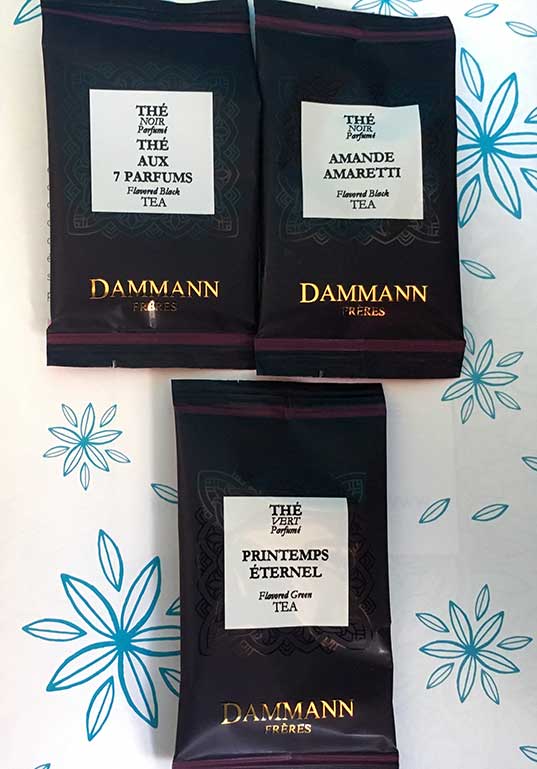 THÉ
NOIR
Parfumé
THÉ
AUX
7 PARFUMS
Flavored Black
TEA
DAMMANN
FRÈRES
THÉ
NOIR
Parfumé
AMANDE
AMARETTI
Flavored Black
TEA
DAMMANN
FRÈRES
THÉ
VERT
Parfumé
PRINTEMPS
ÉTERNEL
Flavored Green
TEA
DAMMANN
FRÈRES